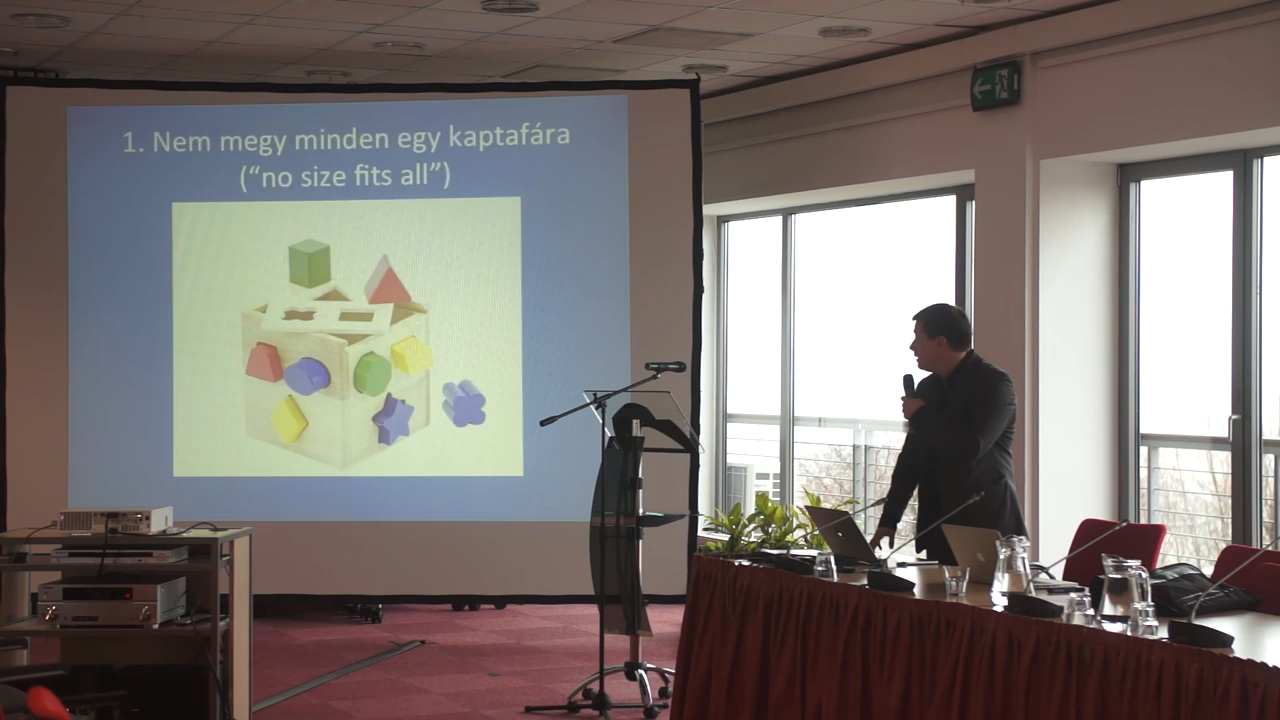 1. Nem megy minden egy kaptafára
(“no size fits all”)